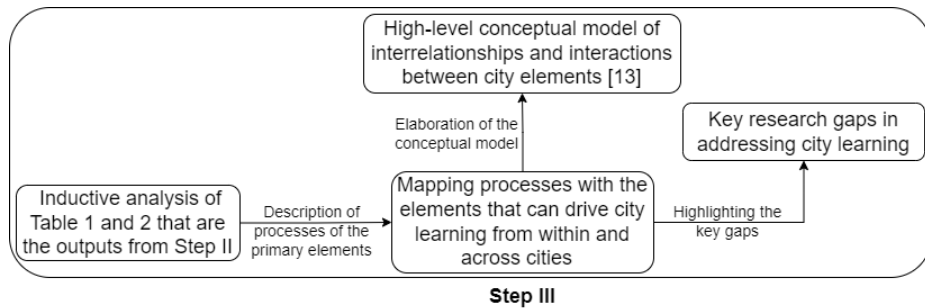 High-level conceptual model of
interrelationships and interactions
between city elements [13]
Elaboration of the
conceptual model
Key research gaps in
addressing city learning
Inductive analysis of
Table 1 and 2 that are
the outputs from Step II
Description of
processes of the
primary elements
Mapping processes with the
elements that can drive city
learning from within and
across cities
Highlighting the
key gaps
Step III